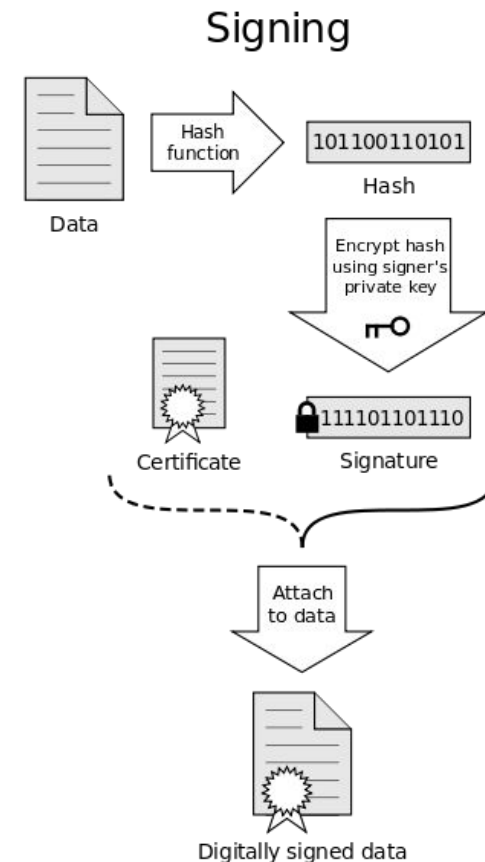 Signing
Hash
function
101100110101
Data
Hash
Encrypt hash
using signer's
private key
111101101110
Certificate
Signature
Attach
to data
Digitally signed data